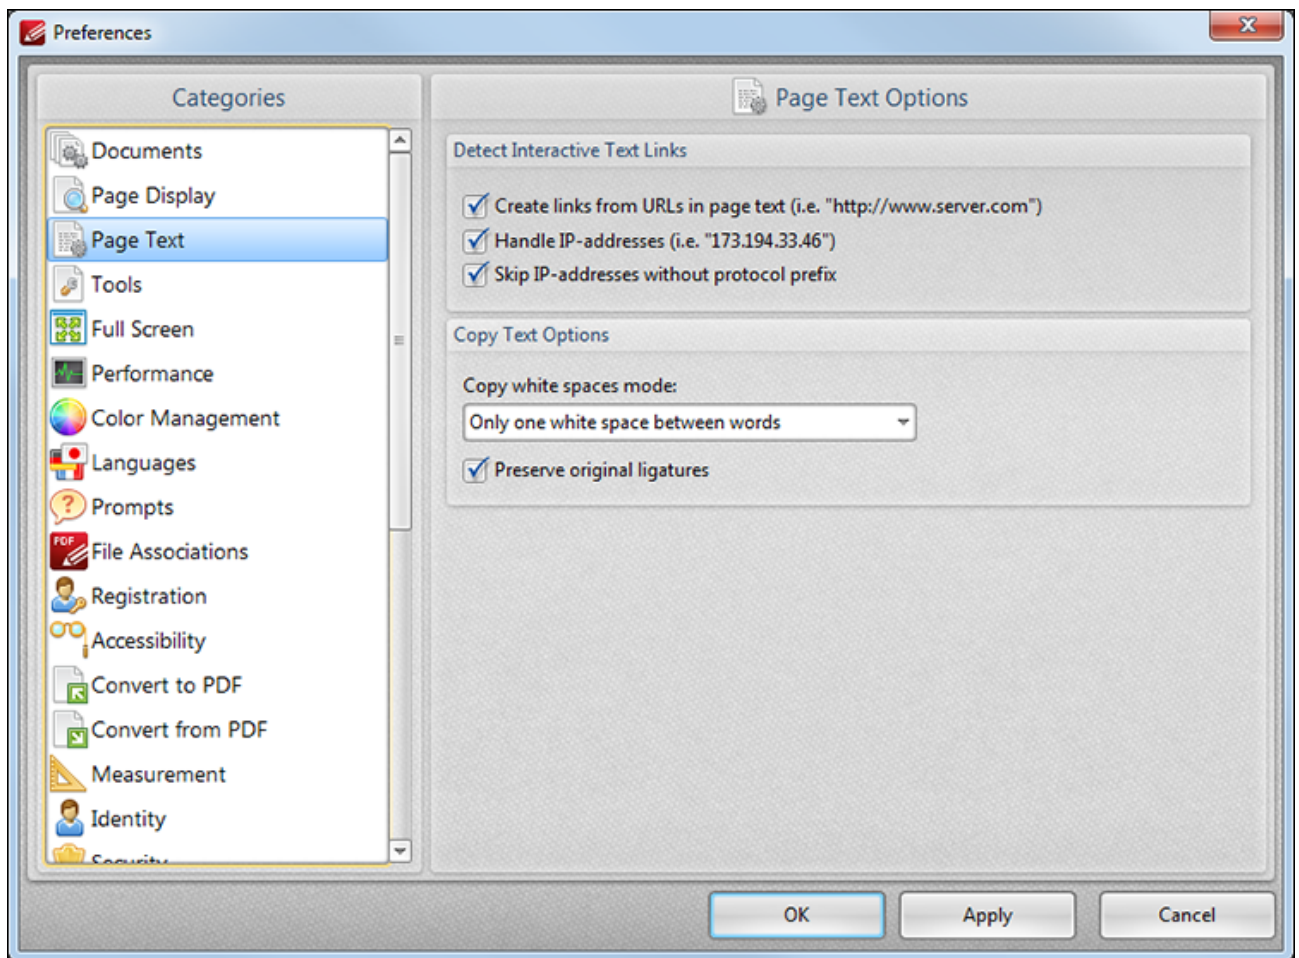 Preferences
Categories
Documents
Page Display
Page Text
Tools
Full Screen
Performance
Color Management
Languages
Prompts
File Associations
Registration
Accessibility
Convert to PDF
Convert from PDF
Measurement
Identity
Security
Page Text Options
Detect Interactive Text Links
Create links from URLs in page text (i.e. "http://www.server.com")
Handle IP-addresses (i.e. "173.194.33.46")
Skip IP-addresses without protocol prefix
Copy Text Options
Copy white spaces mode:
Only one white space between words
Preserve original ligatures
OK
Apply
Cancel